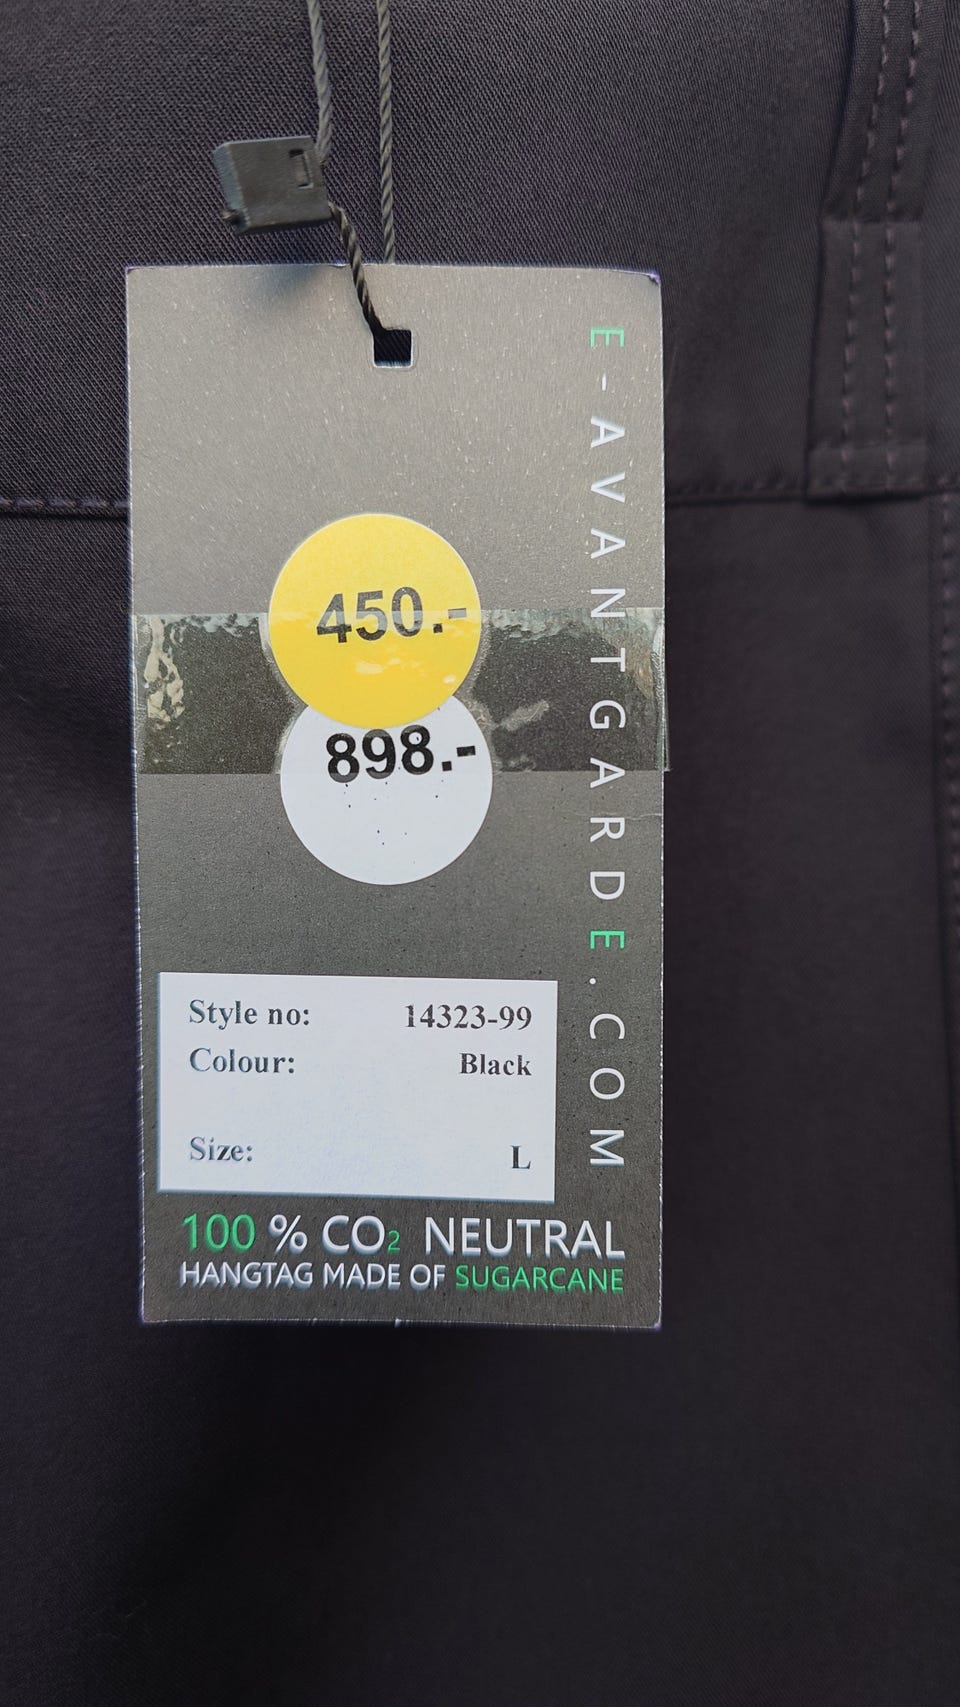 E-AVANTGARDE.COM
450.-
898.-
Style no: 14323-99
Colour: Black
Size: L
100 % CO₂ NEUTRAL
HANGTAG MADE OF SUGARCANE